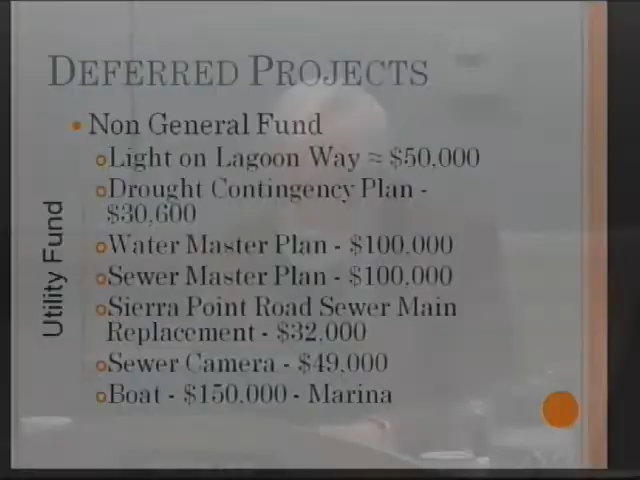 DEFERRED PROJECTS
Non General Fund
Light on Lagoon Way = $50,000
Drought Contingency Plan -
$30,600
Water Master Plan - $100,000
Sewer Master Plan - $100,000
Sierra Point Road Sewer Main
Replacement - $32,000
Sewer Camera - $49,000
Boat - $150,000 - Marina
Utility Fund